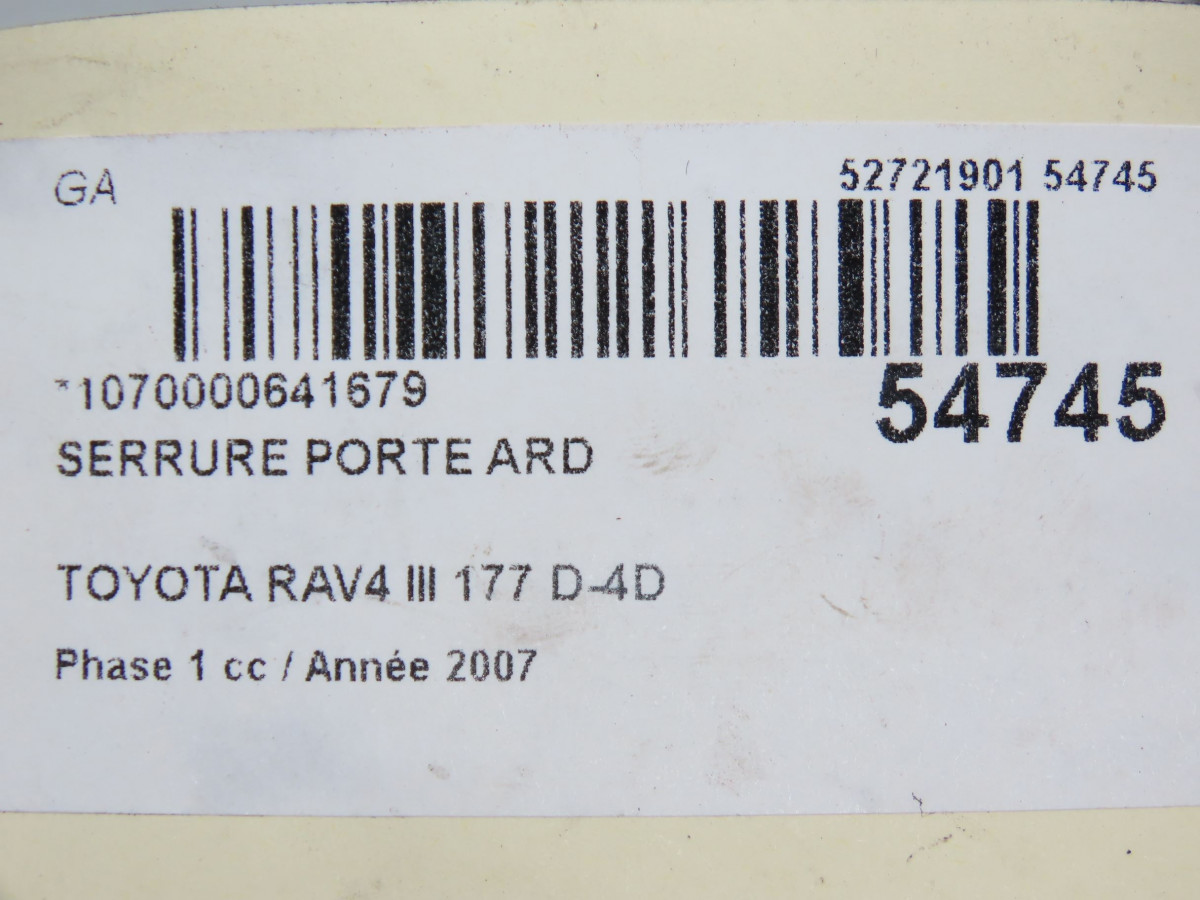 GA
52721901 54745
*1070000641679
54745
SERRURE PORTE ARD
TOYOTA RAV4 III 177 D-4D
Phase 1 cc / Année 2007